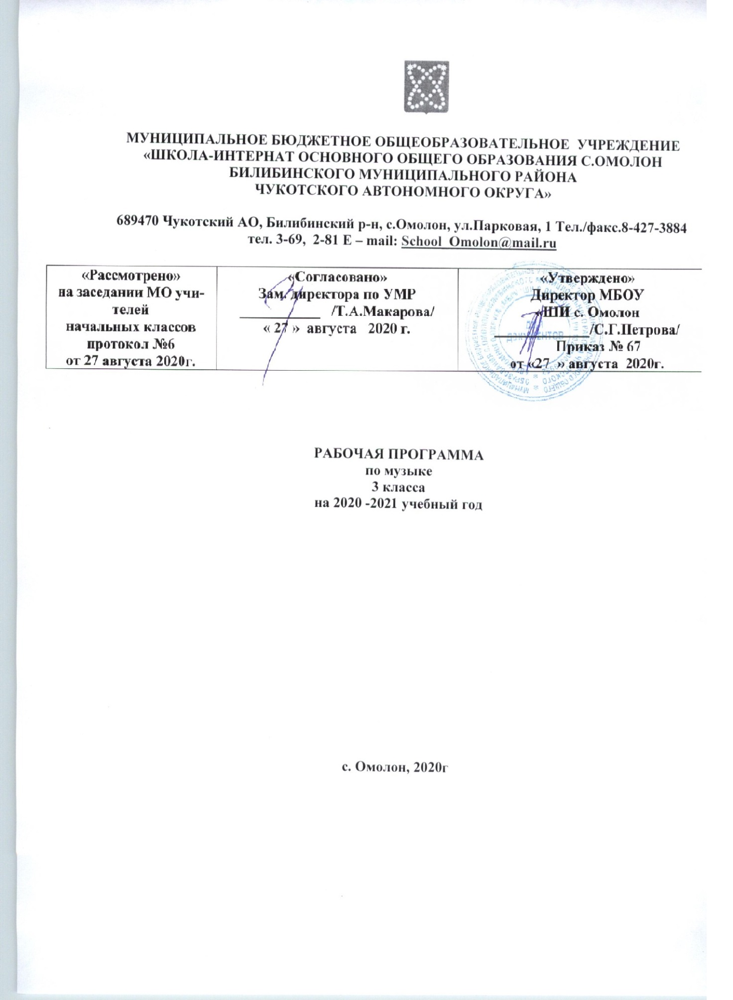 МУНИЦИПАЛЬНОЕ БЮДЖЕТНОЕ ОБЩЕОБРАЗОВАТЕЛЬНОЕ УЧРЕЖДЕНИЕ
«ШКОЛА-ИНТЕРНАТ ОСНОВНОГО ОБЩЕГО ОБРАЗОВАНИЯ С.ОМОЛОН
БИЛИБИНСКОГО МУНИЦИПАЛЬНОГО РАЙОНА
ЧУКОТСКОГО АВТОНОМНОГО ОКРУГА»
689470 Чукотский АО, Билибинский р-н, с.Омолон, ул.Парковая, 1 Тел./факс.8-427-3884
тел. 3-69, 2-81 E – mail: School_Omolon@mail.ru
«Рассмотрено»
на заседании МО учи-
телей
начальных классов
протокол №6
от 27 августа 2020г.
«Согласовано»
Зам. директора по УМР
____________ /Т.А.Макарова/
« 27 » августа 2020 г.
«Утверждено»
Директор МБОУ
«ШИ с. Омолон
______________/С.Г.Петрова/
Приказ № 67
от «27 » августа 2020г.
ДОКУМЕНТОВ
РАБОЧАЯ ПРОГРАММА
по музыке
3 класса
на 2020 -2021 учебный год
с. Омолон, 2020г